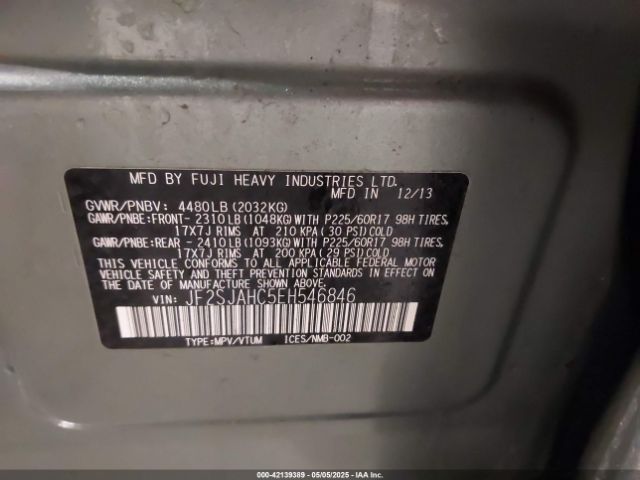 MFD BY FUJI HEAVY INDUSTRIES LTD.
MFD IN 12/13
GVWR/PNBV: 4480LB (2032KG)
GAWR/PNBE:FRONT- 2310LB (1048KG) WITH P225/60R17 98H TIRES,
17X7J RIMS AT 210 KPA( 30 PSI)COLD
GAWR/PNBE:REAR - 2410LB (1093KG) WITH P225/60R17 98H TIRES,
17X7J RIMS AT 200 KPA( 29 PSI)COLD
THIS VEHICLE CONFORMS TO ALL APPLICABLE FEDERAL MOTOR
VEHICLE SAFETY AND THEFT PREVENTION STANDARDS IN EFFECT ON
THE DATE OF MANUFACTURE SHOWN ABOVE.
VIN: JF2SJAHC5EH546846
TYPE:MPV/VTUM ICES/NMB-002
000-42139389 - 05/05/2025 - IAA Inc.